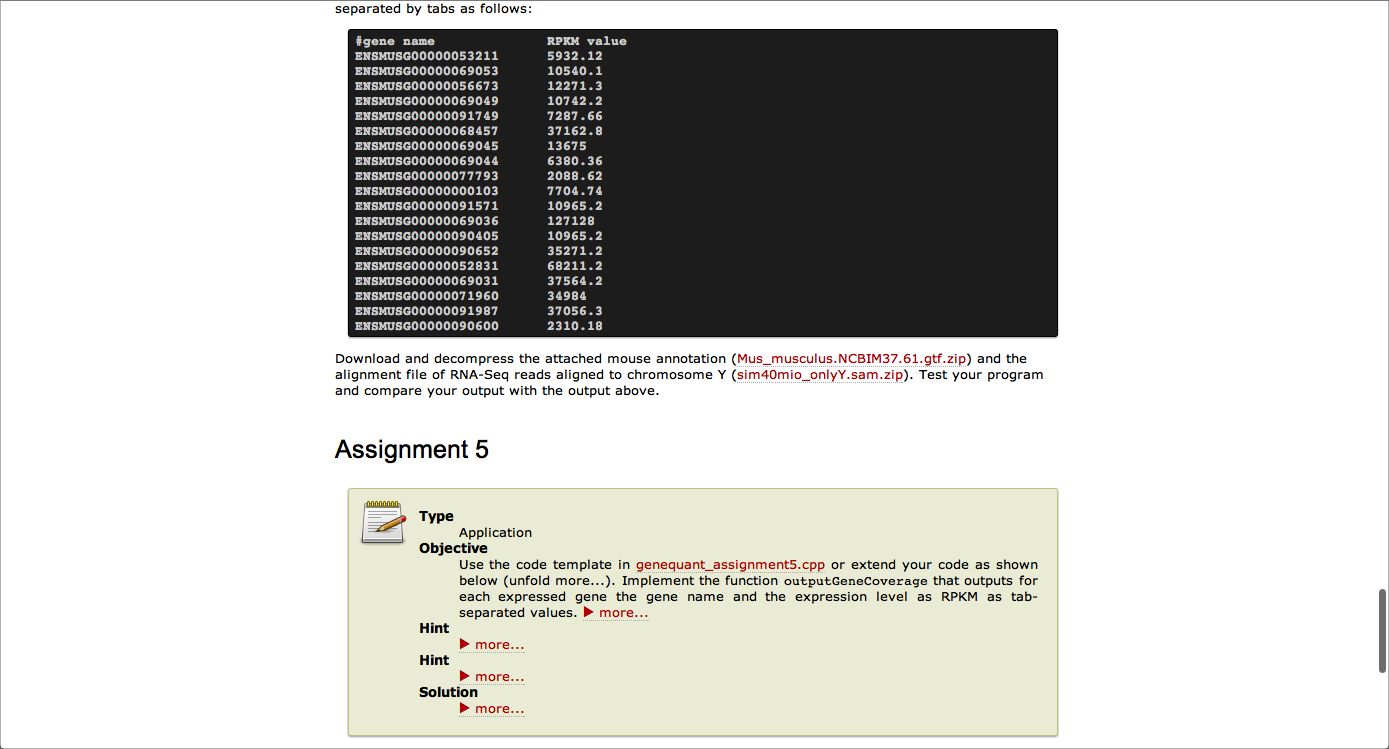 separated by tabs as follows:
#gene name RPKM value
ENSMUSG00000053211 5932.12
ENSMUSG00000069053 10540.1
ENSMUSG00000056673 12271.3
ENSMUSG00000069049 10742.2
ENSMUSG00000091749 7287.66
ENSMUSG00000068457 37162.8
ENSMUSG00000069045 13675
ENSMUSG00000069044 6380.36
ENSMUSG00000077793 2088.62
ENSMUSG00000000103 7704.74
ENSMUSG00000091571 10965.2
ENSMUSG00000069036 127128
ENSMUSG00000090405 10965.2
ENSMUSG00000090652 35271.2
ENSMUSG00000052831 68211.2
ENSMUSG00000069031 37564.2
ENSMUSG00000071960 34984
ENSMUSG00000091987 37056.3
ENSMUSG00000090600 2310.18
Download and decompress the attached mouse annotation (Mus_musculus.NCBIM37.61.gtf.zip) and the
alignment file of RNA-Seq reads aligned to chromosome Y (sim40mio_onlyY.sam.zip). Test your program
and compare your output with the output above.
Assignment 5
Type
Application
Objective
Use the code template in genequant_assignment5.cpp or extend your code as shown
below (unfold more...). Implement the function outputGeneCoverage that outputs for
each expressed gene the gene name and the expression level as RPKM as tab-
separated values. ▶ more...
Hint
▶ more...
Hint
▶ more...
Solution
▶ more...